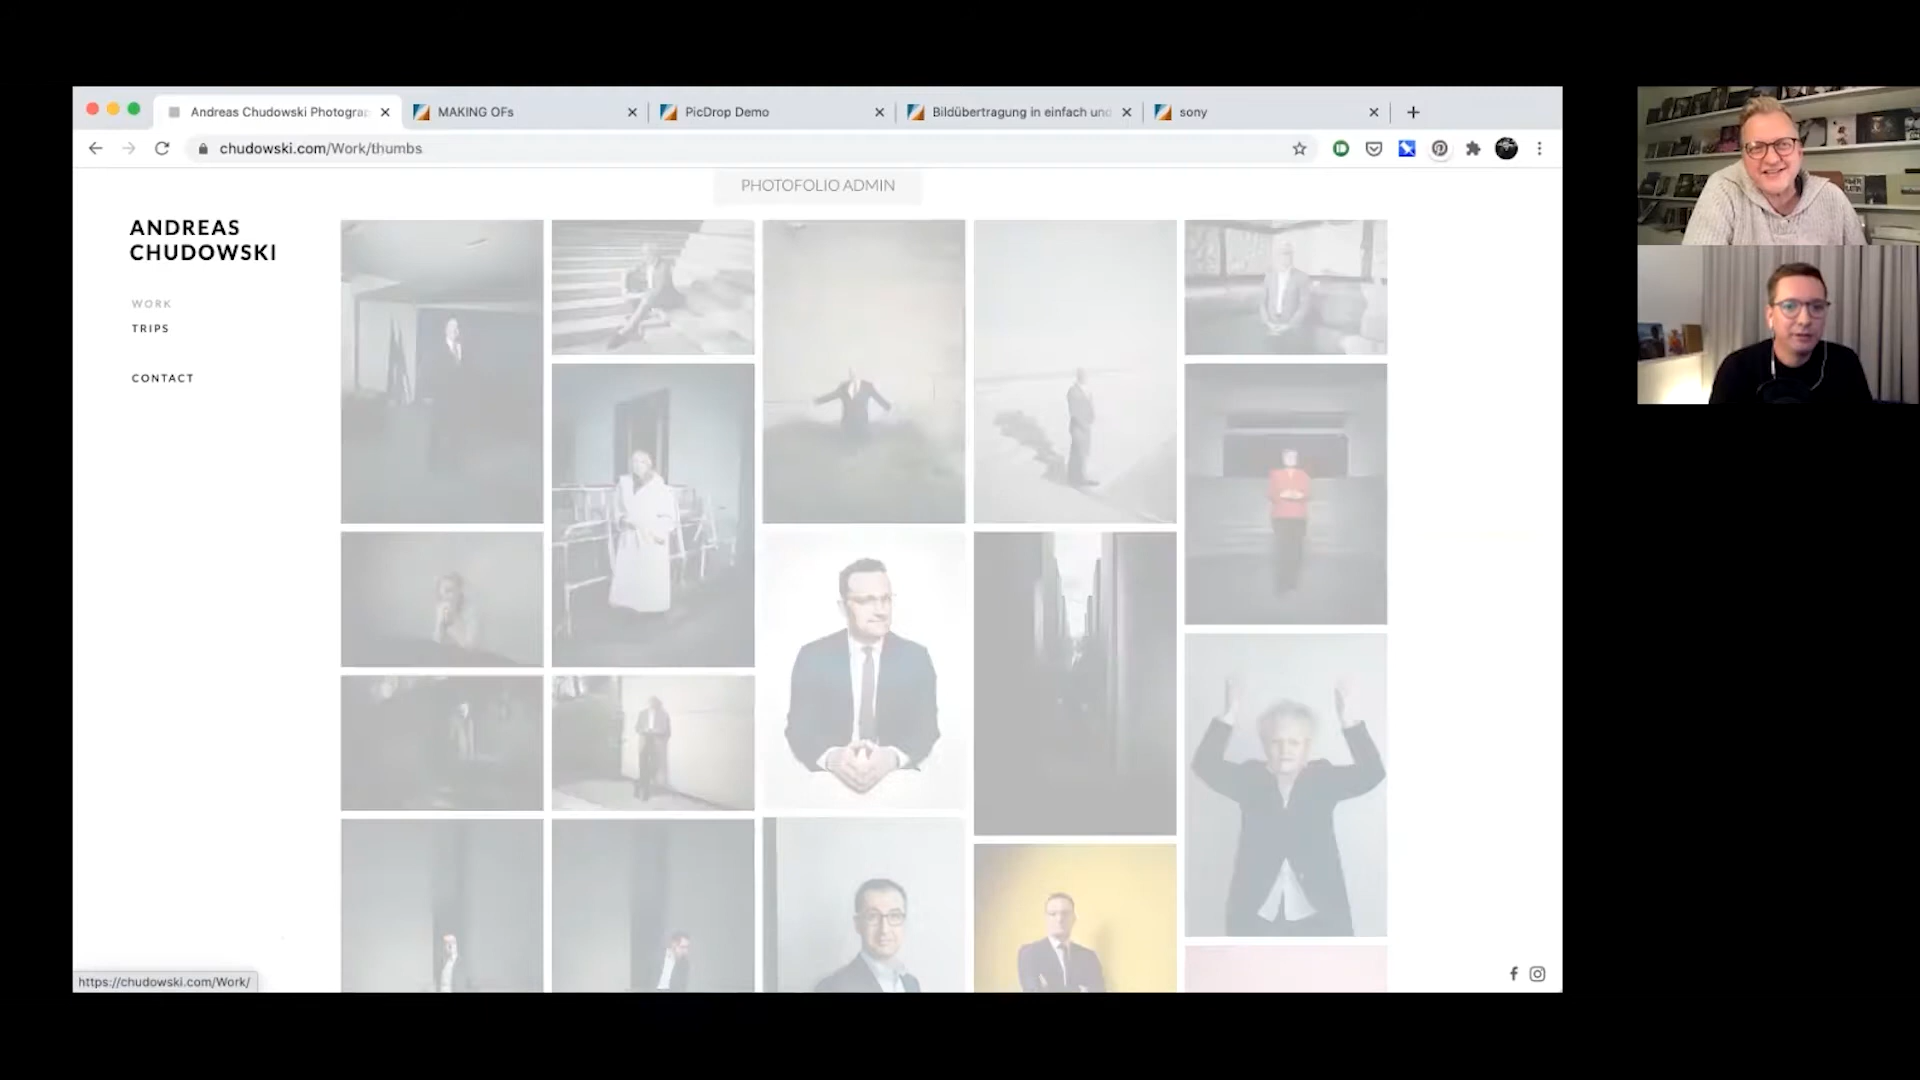 Andreas Chudowski Photograp
MAKING OFs
PicDrop Demo
Bildübertragung in einfach und
sony
chudowski.com/Work/thumbs
PHOTOFOLIO ADMIN
ANDREAS
CHUDOWSKI
WORK
TRIPS
CONTACT
https://chudowski.com/Work/